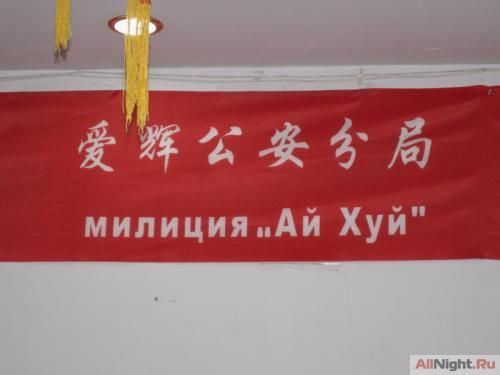 爱辉公安分局
милиция „Ай Хуй"
AllNight.Ru